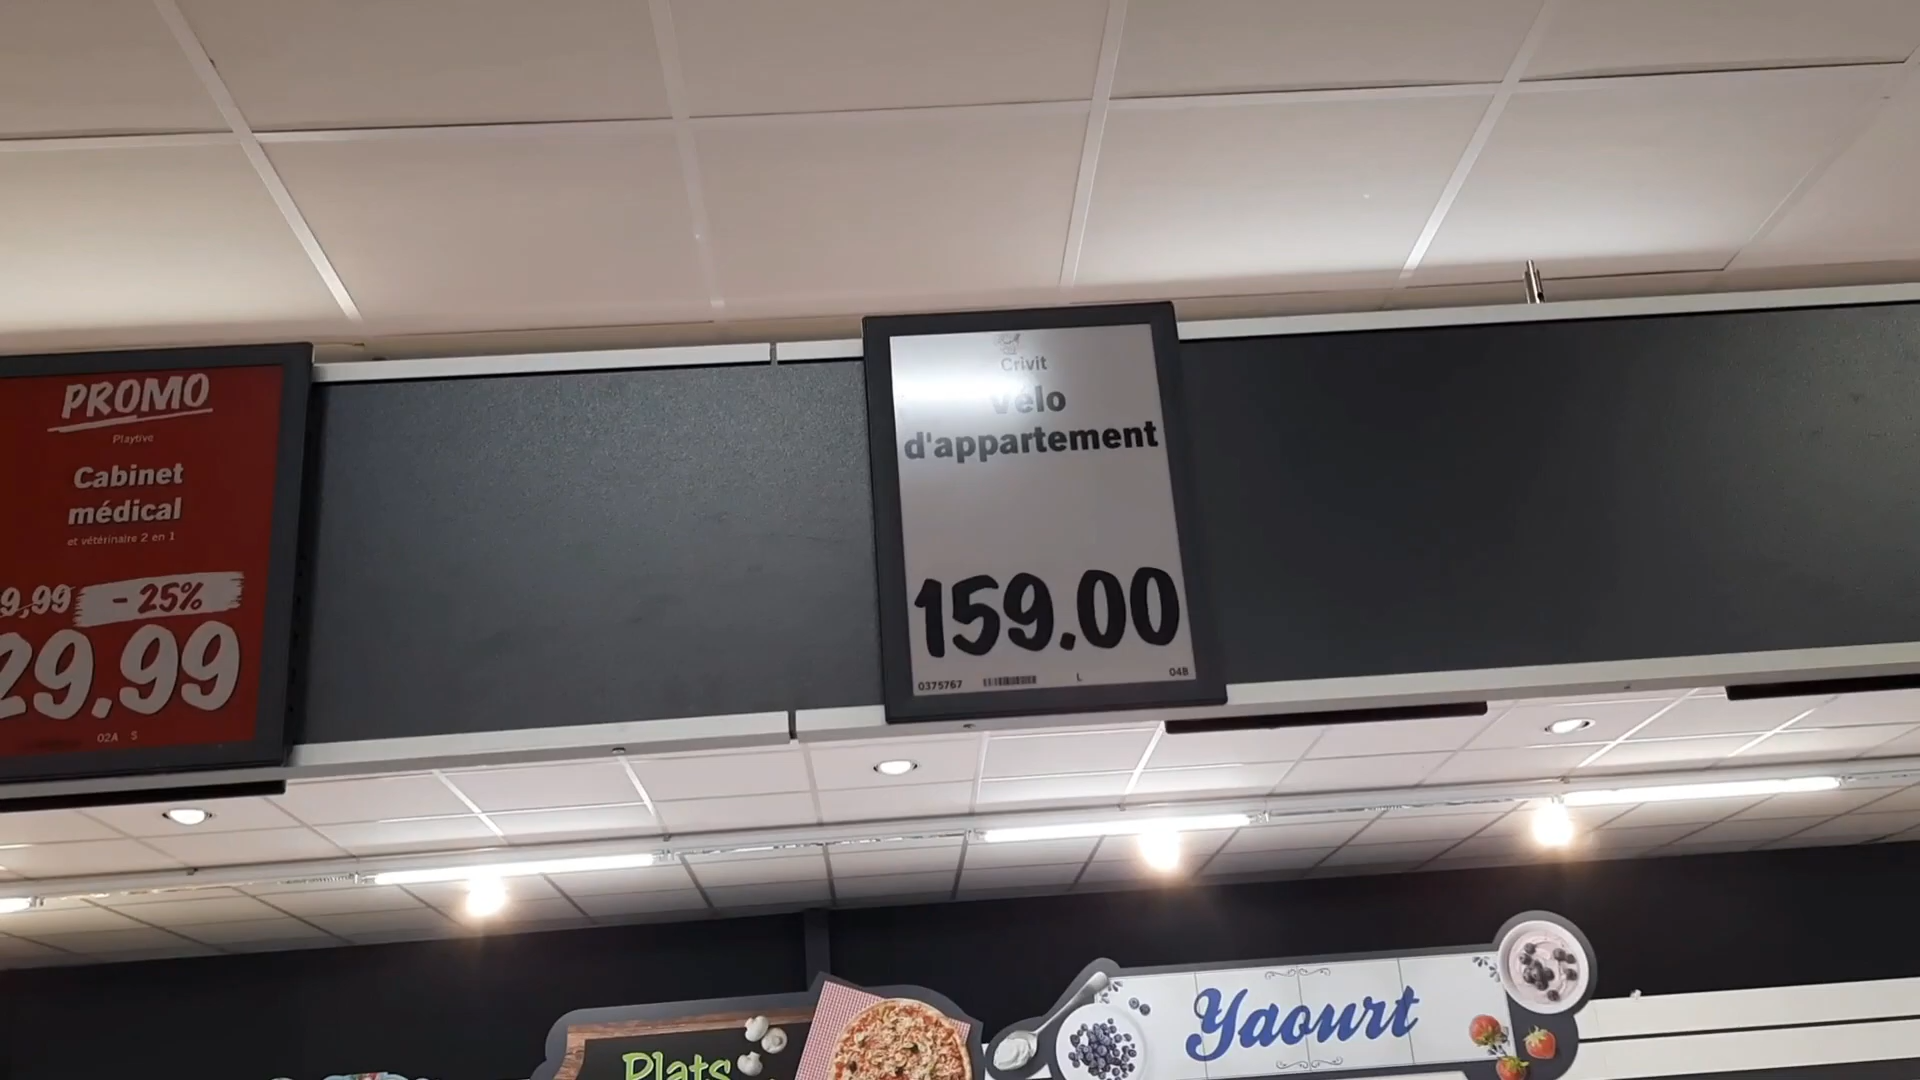 PROMO
Playtive
Cabinet
médical
et vétérinaire 2 en 1
9,99 - 25%
29.99
02A S
Crivit
vélo
d'appartement
159.00
0375767 L 04B
Plats
Yaourt